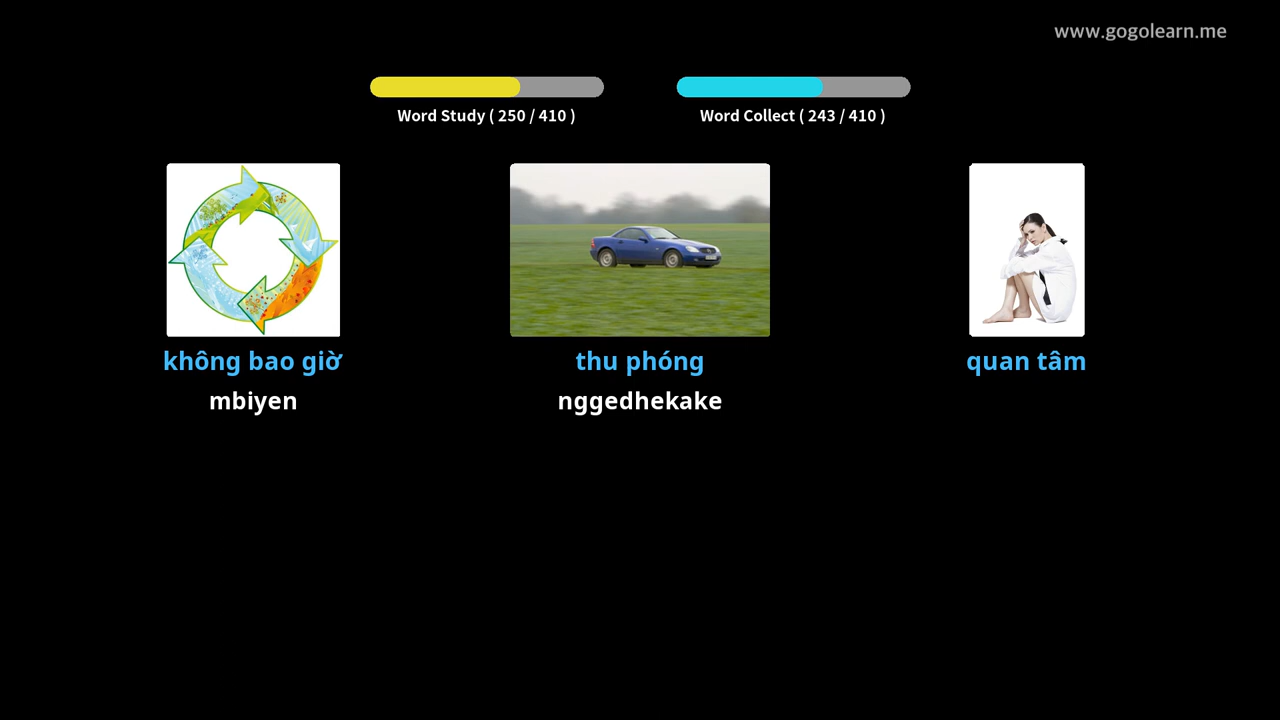 www.gogolearn.me
Word Study ( 250 / 410 )
Word Collect ( 243 / 410 )
không bao giờ
thu phóng
quan tâm
mbiyen
nggedhekake